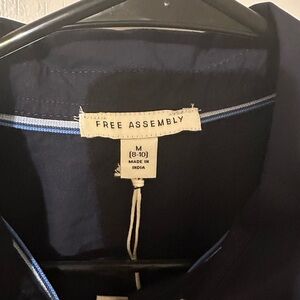 FREE ASSEMBLY
M
(8-10)
MADE IN
INDIA